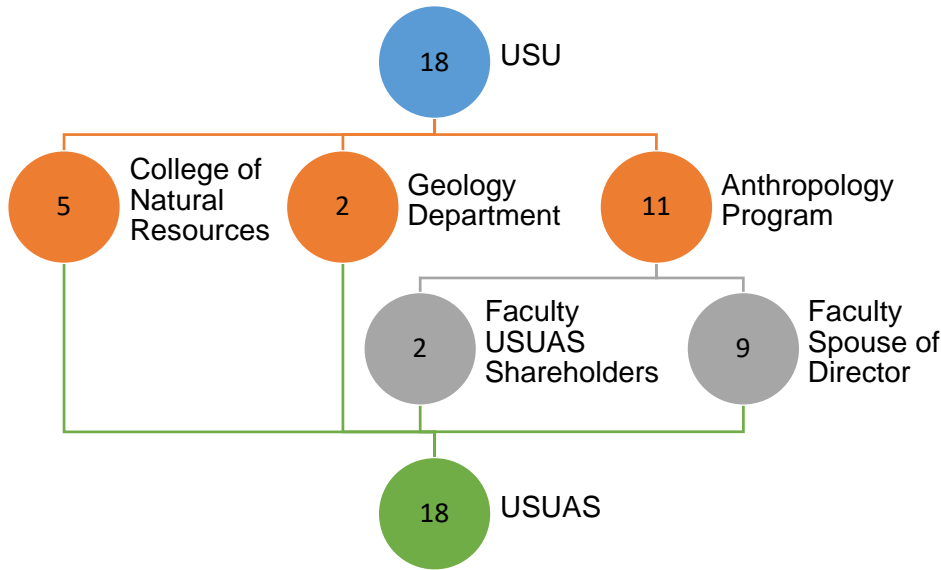 18
USU
5
College of
Natural
Resources
2
Geology
Department
11
Anthropology
Program
2
Faculty
USUAS
Shareholders
9
Faculty
Spouse of
Director
18
USUAS